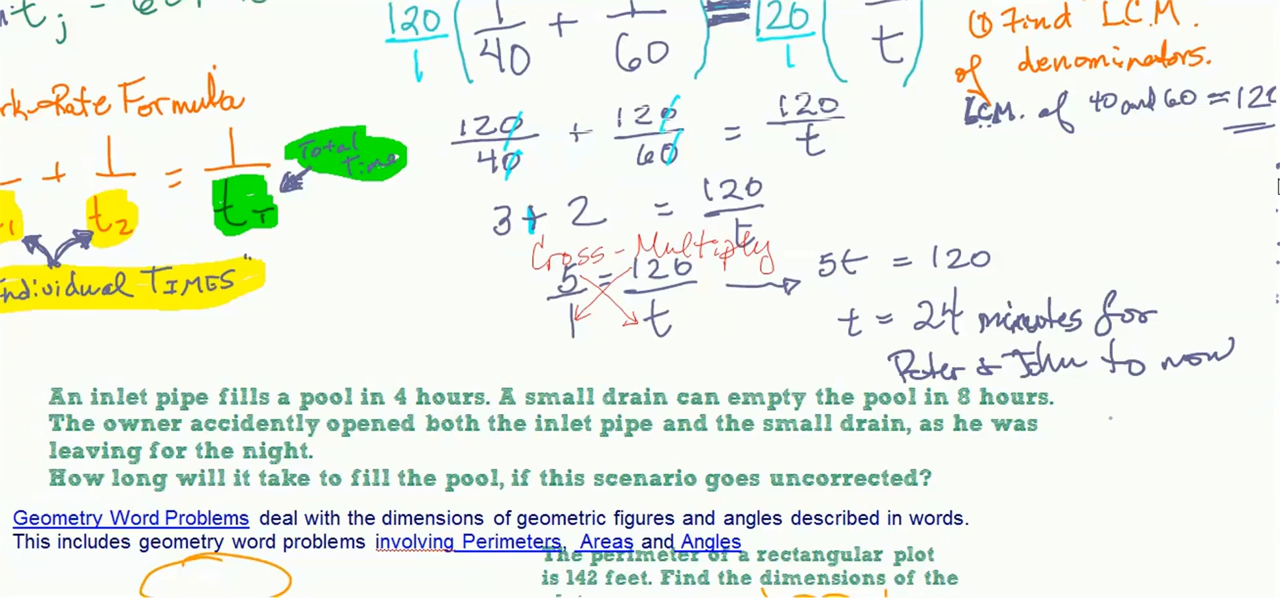 120/1 ( 1/40 + 1/60 ) = 120/1 ( /t )
① Find L.C.M.
of denominators.
L.C.M. of 40 and 60 = 12
Rate Formula
+ 1/t2 = 1/tT
Total Time
"Individual TIMES"
120/40 + 120/60 = 120/t
3 + 2 = 120/t
Cross-Multiply
5/1 = 120/t → 5t = 120
t = 24 minutes for
Peter & John to mow
An inlet pipe fills a pool in 4 hours. A small drain can empty the pool in 8 hours.
The owner accidently opened both the inlet pipe and the small drain, as he was
leaving for the night.
How long will it take to fill the pool, if this scenario goes uncorrected?
Geometry Word Problems deal with the dimensions of geometric figures and angles described in words.
This includes geometry word problems involving Perimeters, Areas and Angles
The perimeter of a rectangular plot
is 142 feet. Find the dimensions of the